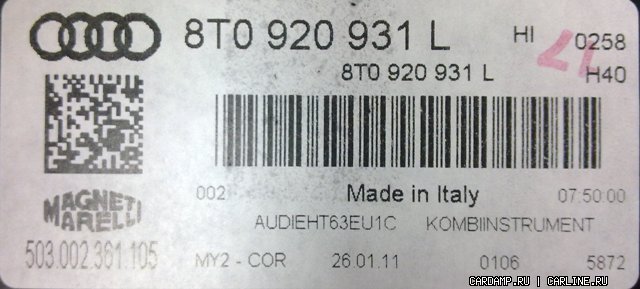 8T0 920 931 L HI 0258
8T0 920 931 L H40
17
002 Made in Italy 07:50:00
MAGNETI MARELLI
AUDIEHT63EU1C KOMBIINSTRUMENT
503.002.361.105 MY2 - COR 26.01.11 0106 5872
CARDAMP.RU | CARLINE.RU